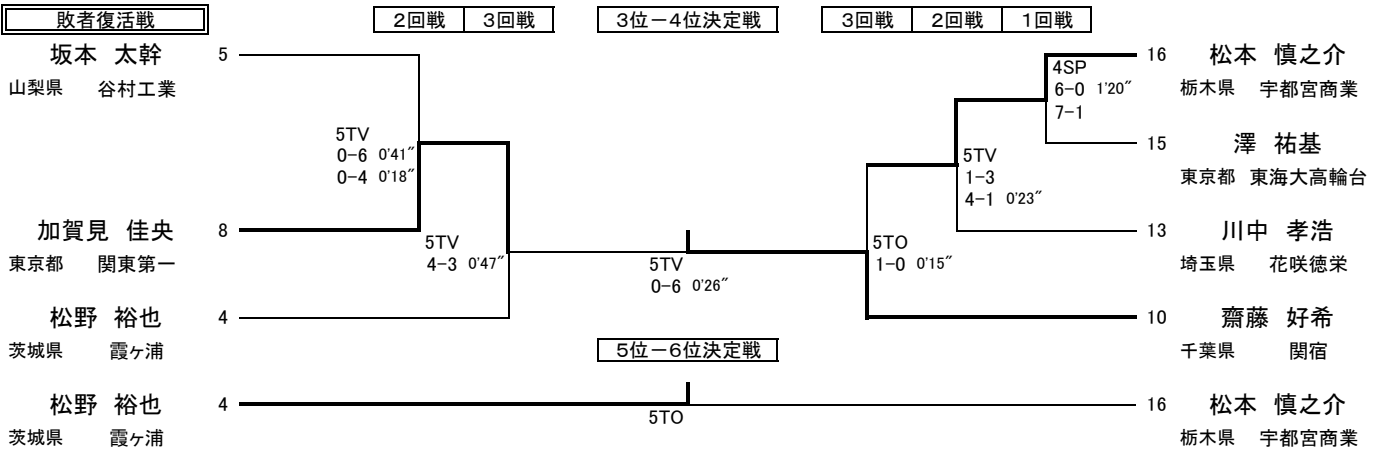 敗者復活戦
2回戦 3回戦 3位－4位決定戦 3回戦 2回戦 1回戦
坂本 太幹 5
山梨県 谷村工業
5TV
0-6 0'41"
0-4 0'18"
加賀見 佳央 8
東京都 関東第一
5TV
4-3 0'47"
松野 裕也 4
茨城県 霞ヶ浦
5TV
0-6 0'26"
16 松本 慎之介
栃木県 宇都宮商業
4SP
6-0 1'20"
7-1
15 澤 祐基
東京都 東海大高輪台
5TV
1-3
4-1 0'23"
13 川中 孝浩
埼玉県 花咲徳栄
5TO
1-0 0'15"
10 齋藤 好希
千葉県 関宿
5位－6位決定戦
松野 裕也 4
茨城県 霞ヶ浦
5TO
16 松本 慎之介
栃木県 宇都宮商業